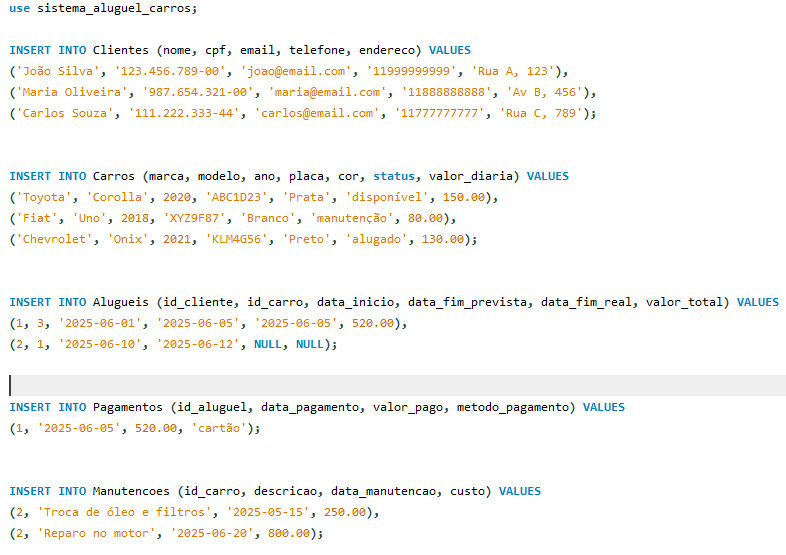 use sistema_aluguel_carros;
INSERT INTO Clientes (nome, cpf, email, telefone, endereco) VALUES
('João Silva', '123.456.789-00', 'joao@email.com', '11999999999', 'Rua A, 123'),
('Maria Oliveira', '987.654.321-00', 'maria@email.com', '11888888888', 'Av B, 456'),
('Carlos Souza', '111.222.333-44', 'carlos@email.com', '11777777777', 'Rua C, 789');
INSERT INTO Carros (marca, modelo, ano, placa, cor, status, valor_diaria) VALUES
('Toyota', 'Corolla', 2020, 'ABC1D23', 'Prata', 'disponível', 150.00),
('Fiat', 'Uno', 2018, 'XYZ9F87', 'Branco', 'manutenção', 80.00),
('Chevrolet', 'Onix', 2021, 'KLM4G56', 'Preto', 'alugado', 130.00);
INSERT INTO Alugueis (id_cliente, id_carro, data_inicio, data_fim_prevista, data_fim_real, valor_total) VALUES
(1, 3, '2025-06-01', '2025-06-05', '2025-06-05', 520.00),
(2, 1, '2025-06-10', '2025-06-12', NULL, NULL);
INSERT INTO Pagamentos (id_aluguel, data_pagamento, valor_pago, metodo_pagamento) VALUES
(1, '2025-06-05', 520.00, 'cartão');
INSERT INTO Manutencoes (id_carro, descricao, data_manutencao, custo) VALUES
(2, 'Troca de óleo e filtros', '2025-05-15', 250.00),
(2, 'Reparo no motor', '2025-06-20', 800.00);